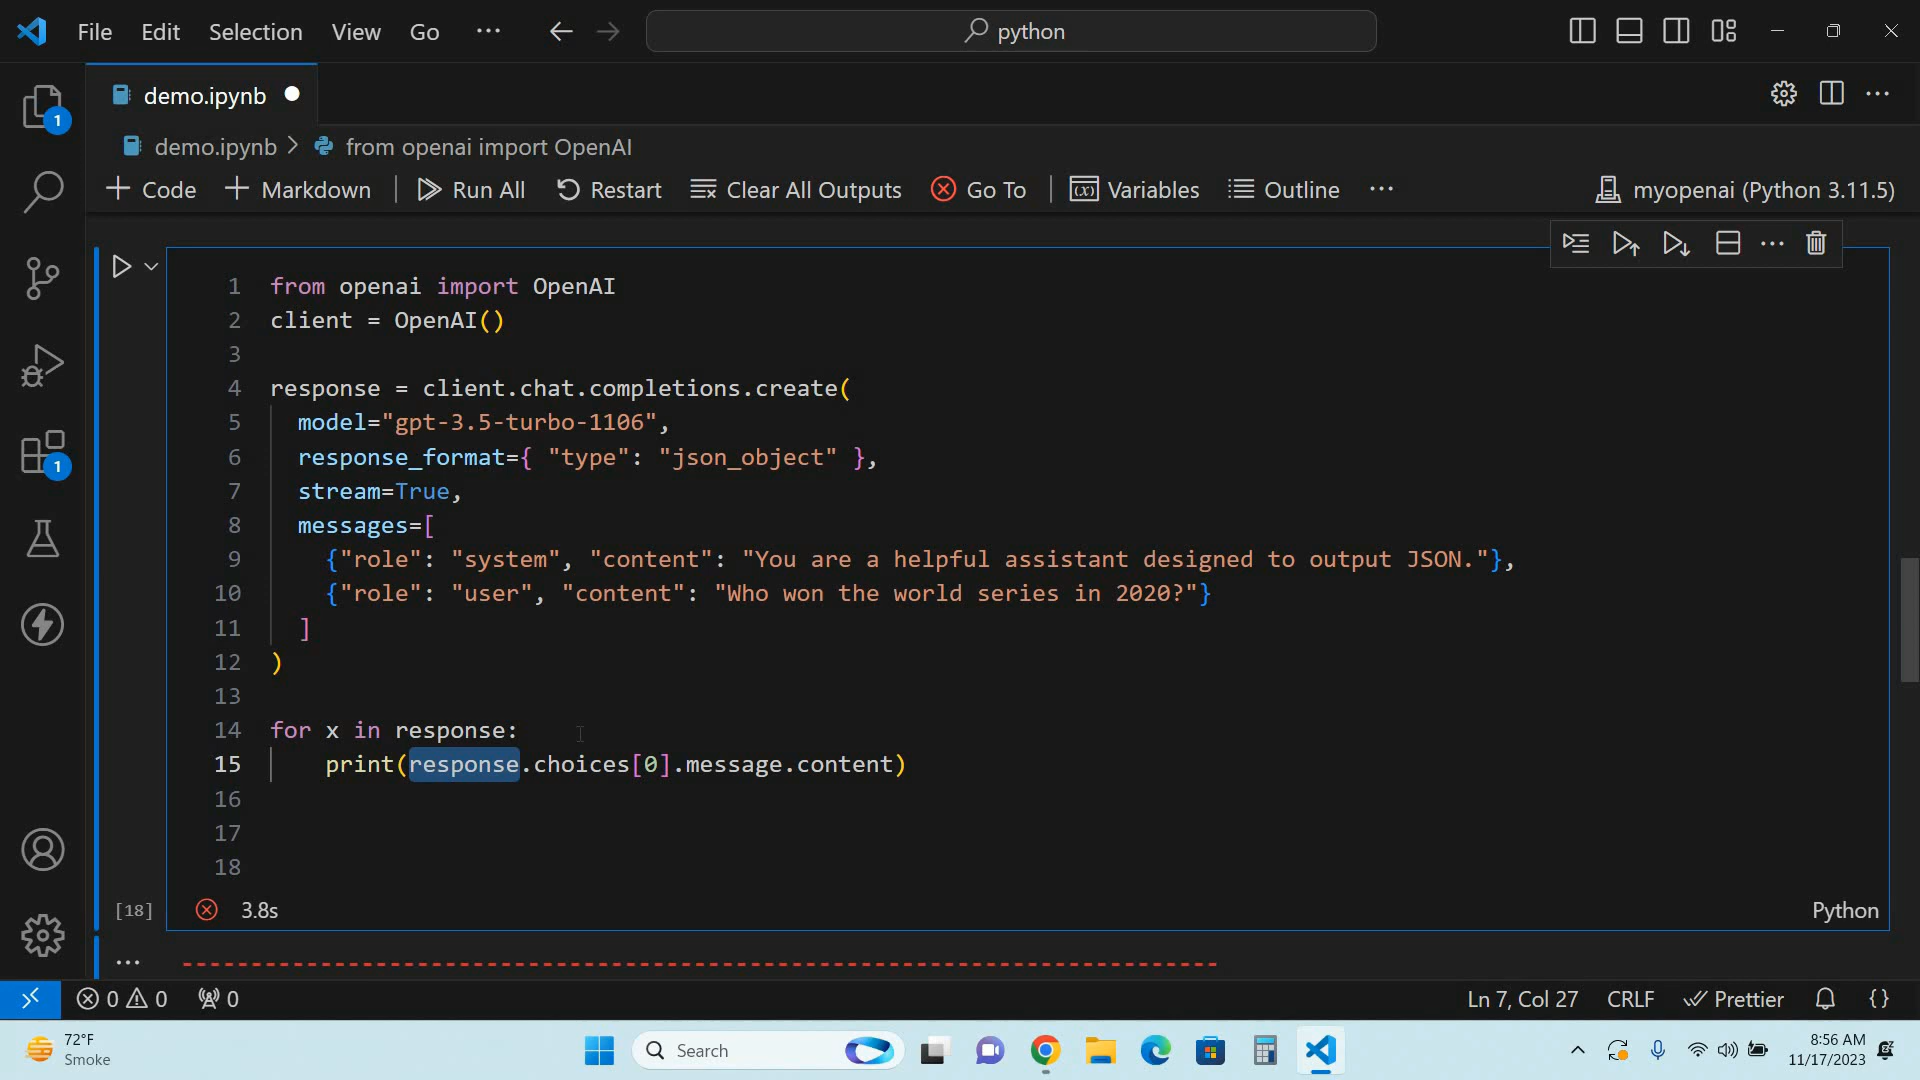 File Edit Selection View Go ··· python
demo.ipynb
1
demo.ipynb > from openai import OpenAI
+ Code + Markdown | Run All Restart Clear All Outputs Go To | Variables Outline ··· myopenai (Python 3.11.5)
1 from openai import OpenAI
2 client = OpenAI()
3
4 response = client.chat.completions.create(
5 model="gpt-3.5-turbo-1106",
6 response_format={ "type": "json_object" },
7 stream=True,
8 messages=[
9 {"role": "system", "content": "You are a helpful assistant designed to output JSON."},
10 {"role": "user", "content": "Who won the world series in 2020?"}
11 ]
12 )
13
14 for x in response:
15 print(response.choices[0].message.content)
16
17
18
1
[18] 3.8s Python
··· ---------------------------------------------------------------------------
0 0 0 Ln 7, Col 27 CRLF Prettier {}
72°F
Smoke
Search
8:56 AM
11/17/2023